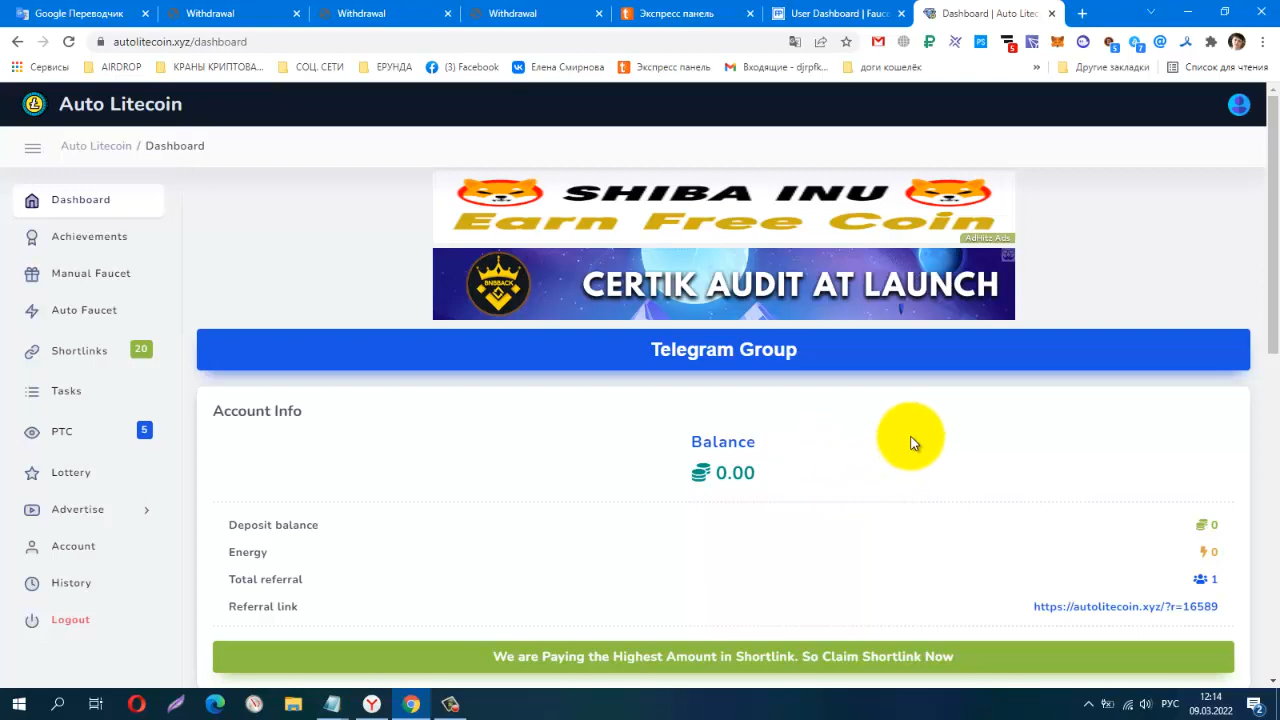 Google Переводчик
Withdrawal
Withdrawal
Withdrawal
Экспресс панель
User Dashboard | Fauce
Dashboard | Auto Litec
autolitecoin.xyz/dashboard
Сервисы
AIRDROP
КРАНЫ КРИПТОВА...
СОЦ. СЕТИ
ЕРУНДА
(3) Facebook
Елена Смирнова
Экспресс панель
Входящие - djrpfk...
доги кошелёк
»
Другие закладки
Список для чтения
Auto Litecoin
Auto Litecoin / Dashboard
SHIBA INU
Earn Free Coin
AdHitz Ads
BNBBACK
CERTIK AUDIT AT LAUNCH
Dashboard
Achievements
Manual Faucet
Auto Faucet
Shortlinks 20
Tasks
PTC 5
Lottery
Advertise
Account
History
Logout
Telegram Group
Account Info
Balance
0.00
Deposit balance 0
Energy 0
Total referral 1
Referral link https://autolitecoin.xyz/?r=16589
We are Paying the Highest Amount in Shortlink. So Claim Shortlink Now
РУС
12:14
09.03.2022
2